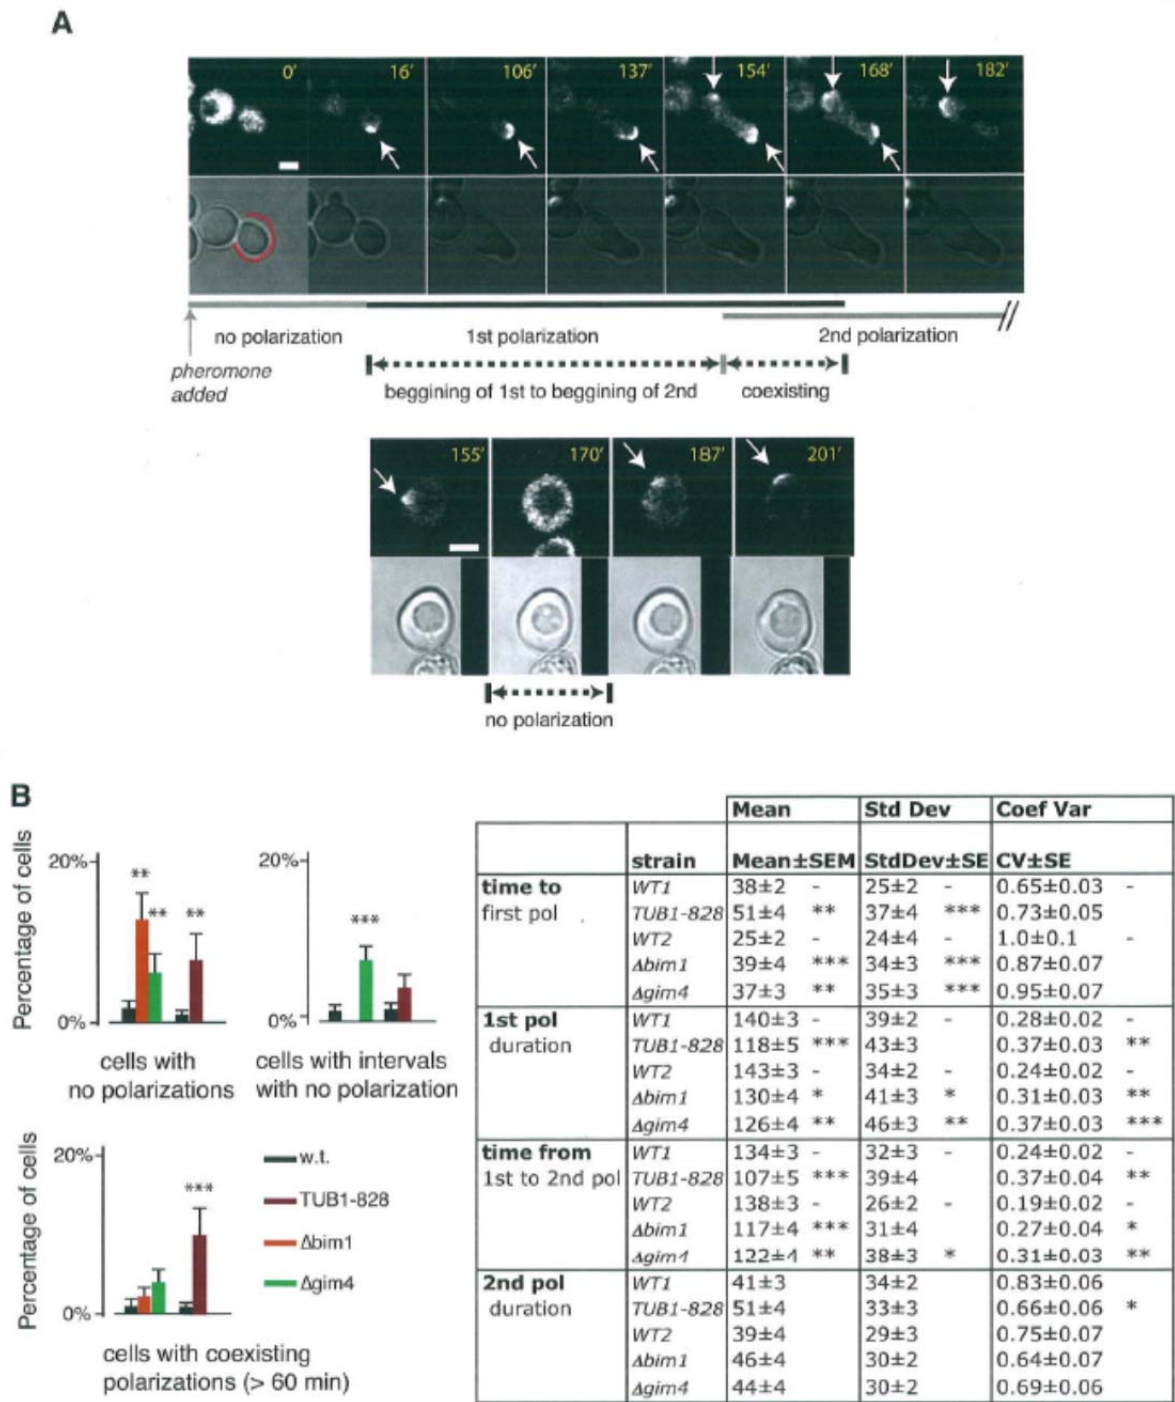 A
0' 16' 106' 137' 154' 168' 182'
no polarization 1st polarization 2nd polarization
pheromone
added
beggining of 1st to beggining of 2nd coexisting
155' 170' 187' 201'
no polarization
B
Percentage of cells
20%
0%
** ** **
cells with
no polarizations
20%
0%
***
cells with intervals
with no polarization
Percentage of cells
20%
0%
***
cells with coexisting
polarizations (> 60 min)
w.t.
TUB1-828
Δbim1
Δgim4
Mean Std Dev Coef Var
strain Mean±SEM StdDev±SE CV±SE
time to WT1 38±2 - 25±2 - 0.65±0.03 -
first pol TUB1-828 51±4 ** 37±4 *** 0.73±0.05
WT2 25±2 - 24±4 - 1.0±0.1 -
Δbim1 39±4 *** 34±3 *** 0.87±0.07
Δgim4 37±3 ** 35±3 *** 0.95±0.07
1st pol WT1 140±3 - 39±2 - 0.28±0.02 -
duration TUB1-828 118±5 *** 43±3 0.37±0.03 **
WT2 143±3 - 34±2 - 0.24±0.02 -
Δbim1 130±4 * 41±3 * 0.31±0.03 **
Δgim4 126±4 ** 46±3 ** 0.37±0.03 ***
time from WT1 134±3 - 32±3 - 0.24±0.02 -
1st to 2nd pol TUB1-828 107±5 *** 39±4 0.37±0.04 **
WT2 138±3 - 26±2 - 0.19±0.02 -
Δbim1 117±4 *** 31±4 0.27±0.04 *
Δgim4 122±4 ** 38±3 * 0.31±0.03 **
2nd pol WT1 41±3 34±2 0.83±0.06
duration TUB1-828 51±4 33±3 0.66±0.06 *
WT2 39±4 29±3 0.75±0.07
Δbim1 46±4 30±2 0.64±0.07
Δgim4 44±4 30±2 0.69±0.06